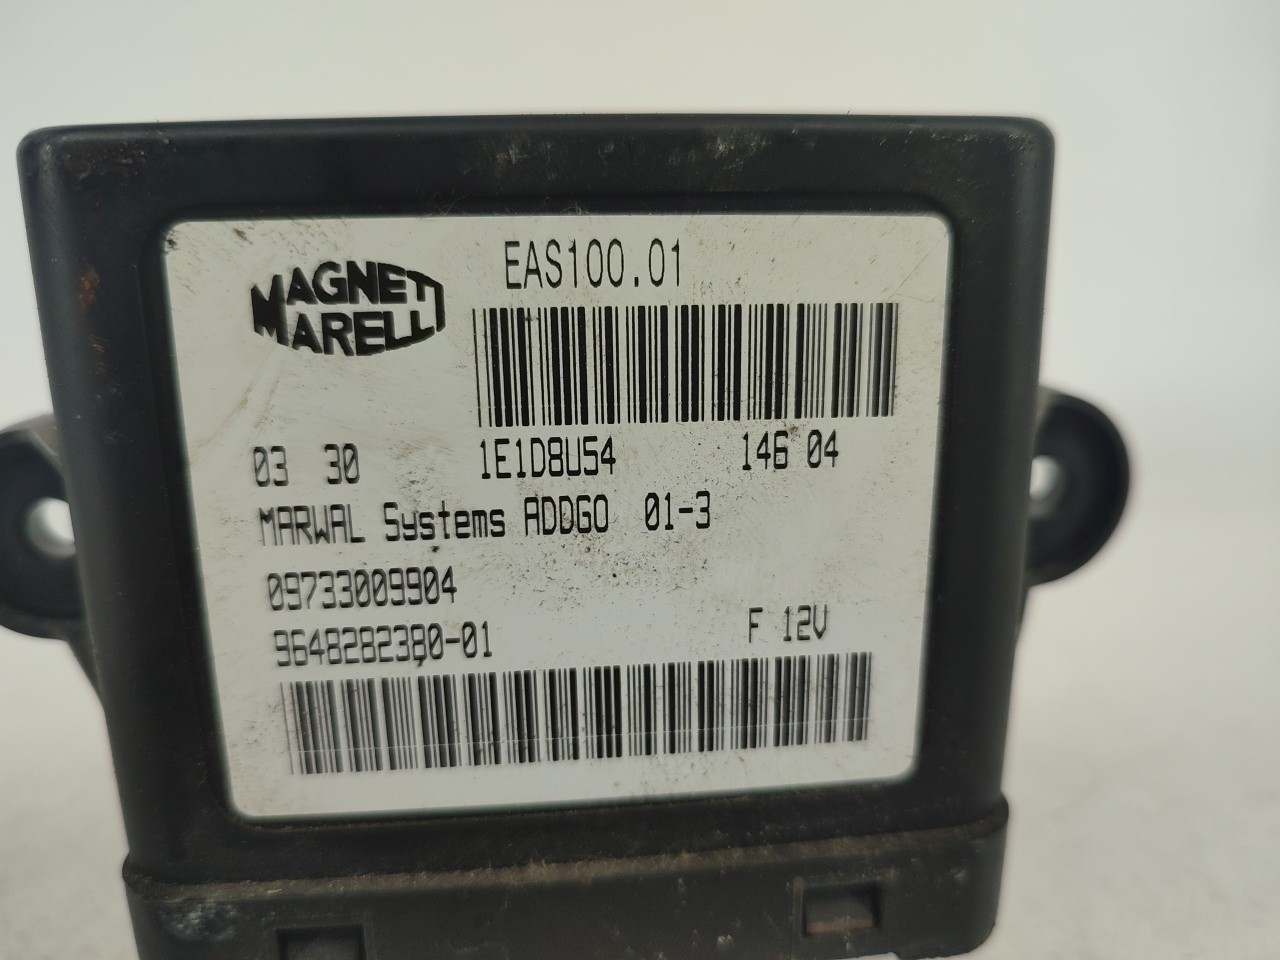 MAGNETI
MARELLI
EAS100.01
03 30 1E1D8U54 146 04
MARWAL Systems ADDGO 01-3
09733009904
9648282380-01 F 12V